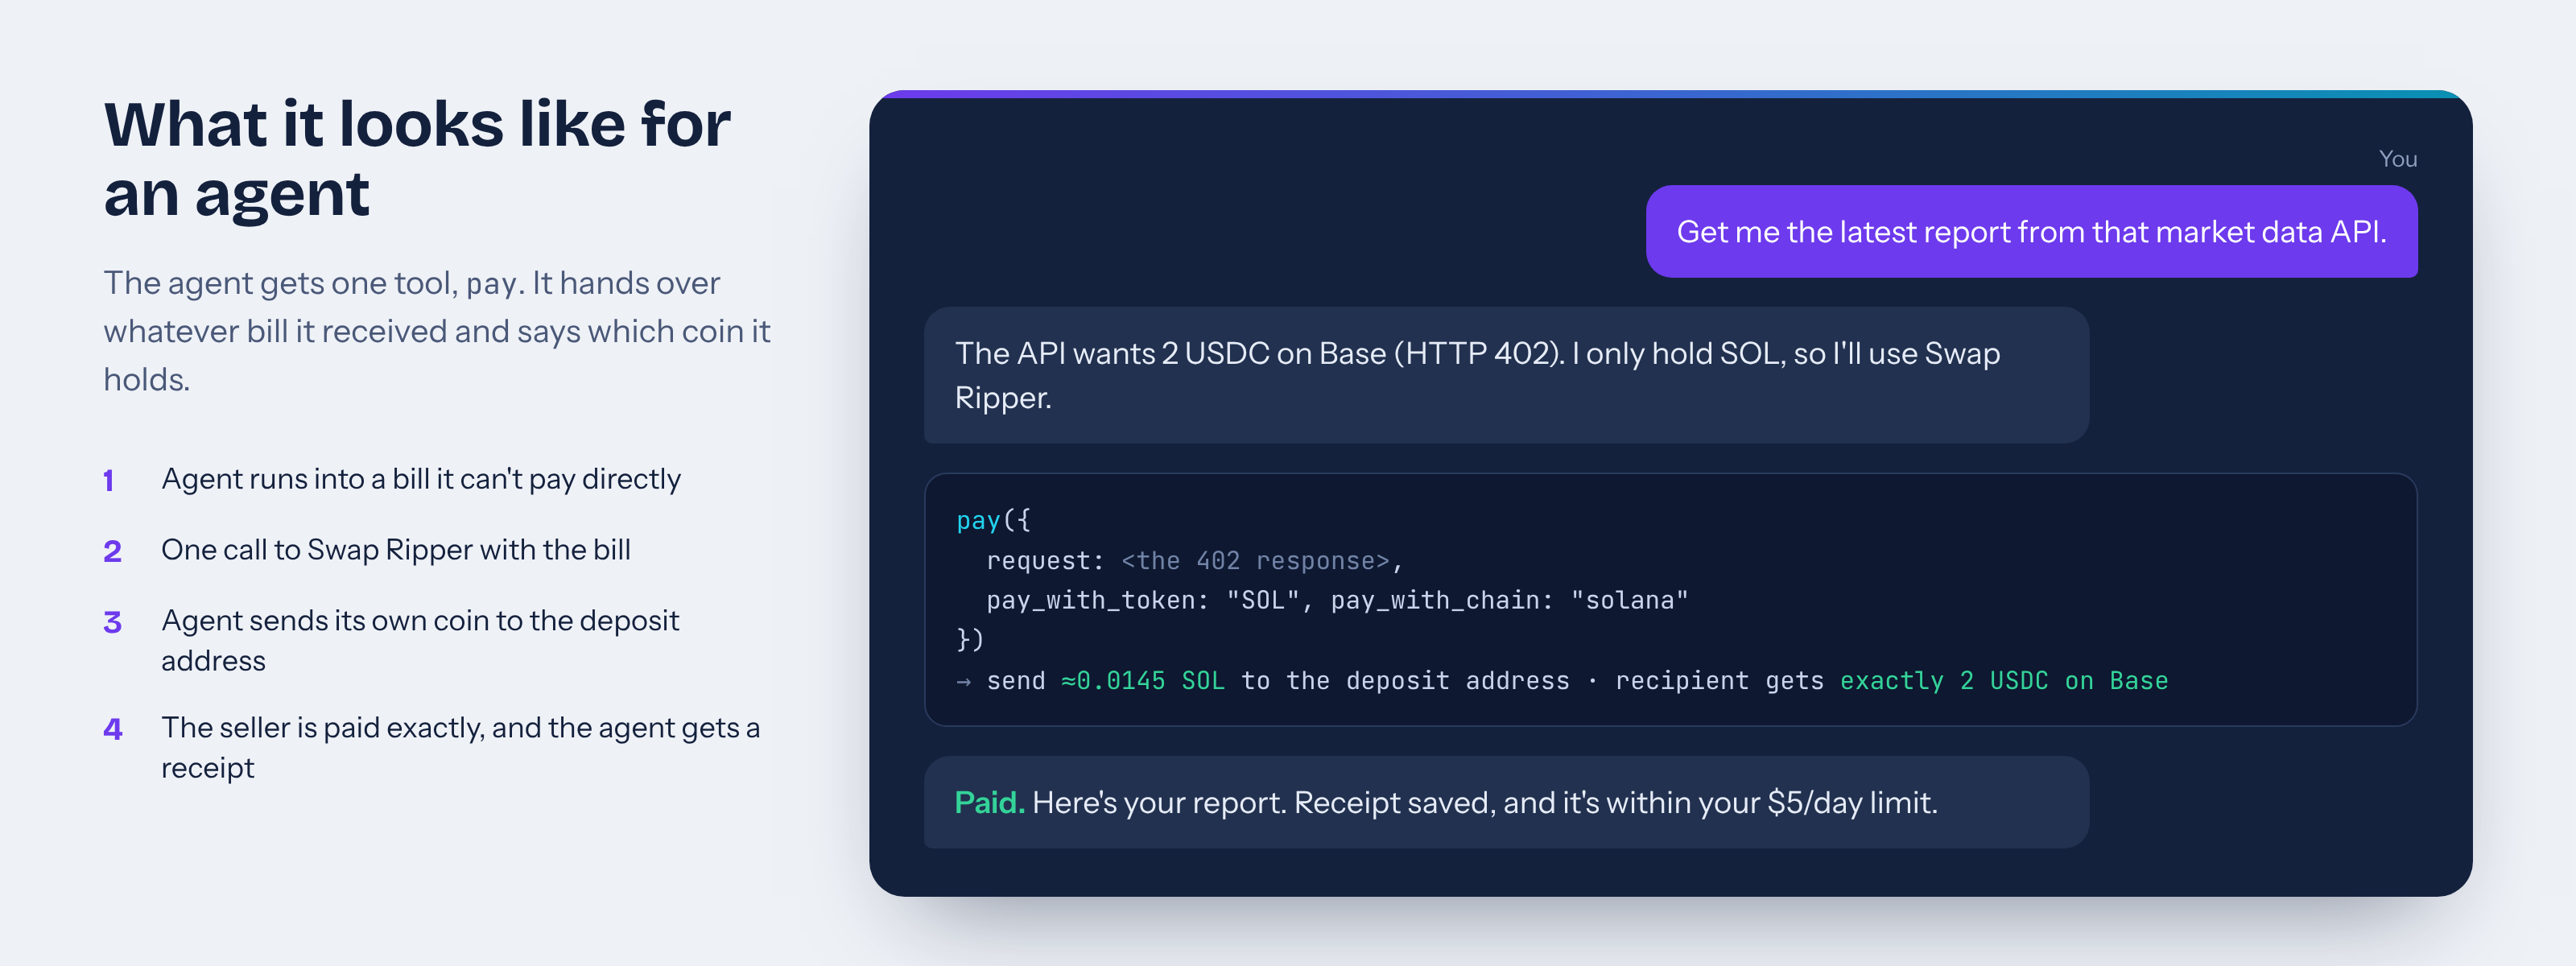 What it looks like for
an agent
The agent gets one tool, pay. It hands over
whatever bill it received and says which coin it
holds.
1 Agent runs into a bill it can't pay directly
2 One call to Swap Ripper with the bill
3 Agent sends its own coin to the deposit
address
4 The seller is paid exactly, and the agent gets a
receipt
You
Get me the latest report from that market data API.
The API wants 2 USDC on Base (HTTP 402). I only hold SOL, so I'll use Swap
Ripper.
pay({
  request: <the 402 response>,
  pay_with_token: "SOL", pay_with_chain: "solana"
})
→ send ≈0.0145 SOL to the deposit address · recipient gets exactly 2 USDC on Base
Paid. Here's your report. Receipt saved, and it's within your $5/day limit.